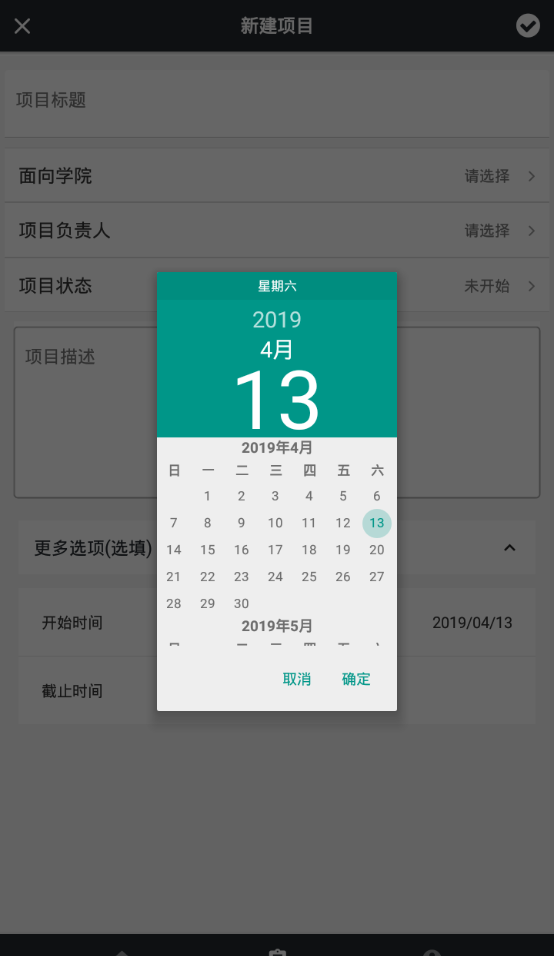 新建项目
项目标题
面向学院 请选择
项目负责人 请选择
项目状态 未开始
项目描述
更多选项(选填)
开始时间 2019/04/13
截止时间
星期六
2019
4月
13
2019年4月
日 一 二 三 四 五 六
1 2 3 4 5 6
7 8 9 10 11 12 13
14 15 16 17 18 19 20
21 22 23 24 25 26 27
28 29 30
2019年5月
取消 确定